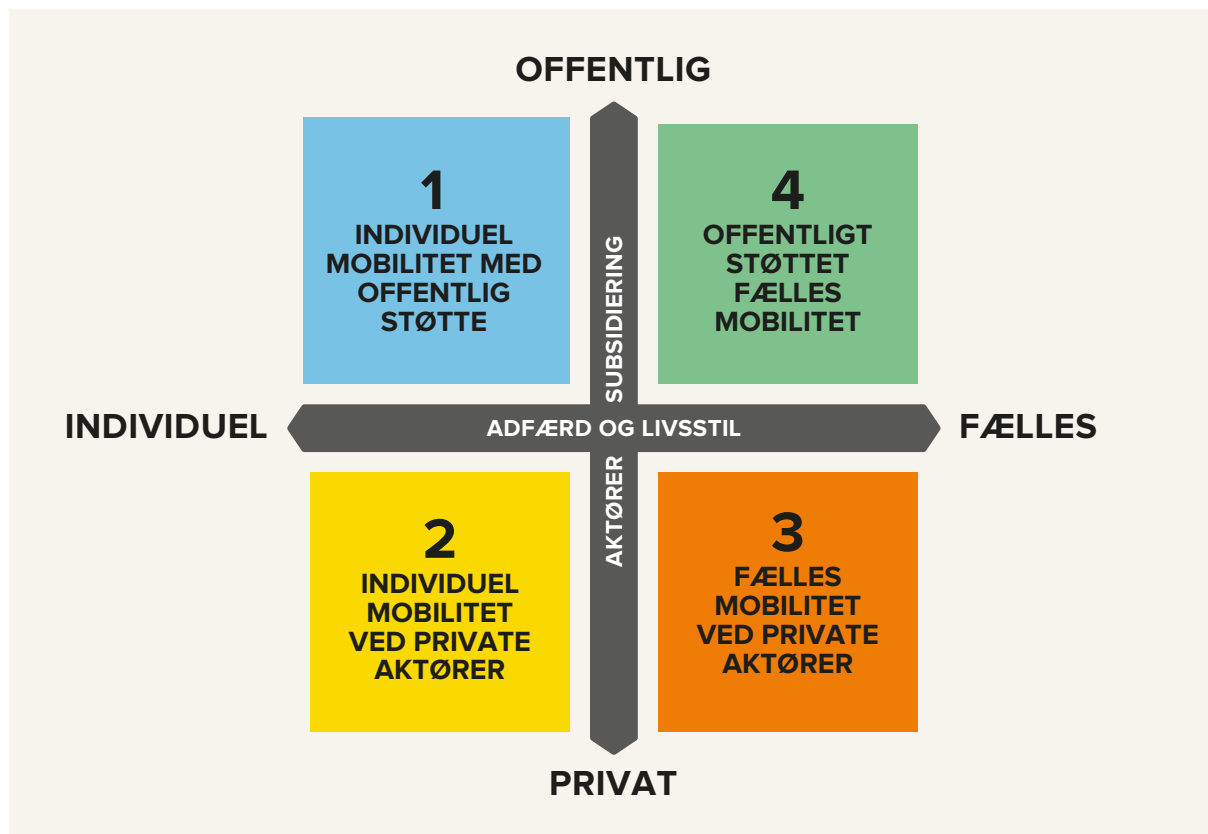 OFFENTLIG
1
INDIVIDUEL
MOBILITET MED
OFFENTLIG
STØTTE
4
OFFENTLIGT
STØTTET
FÆLLES
MOBILITET
SUBSIDIERING
INDIVIDUEL
ADFÆRD OG LIVSSTIL
FÆLLES
AKTØRER
2
INDIVIDUEL
MOBILITET
VED PRIVATE
AKTØRER
3
FÆLLES
MOBILITET
VED PRIVATE
AKTØRER
PRIVAT